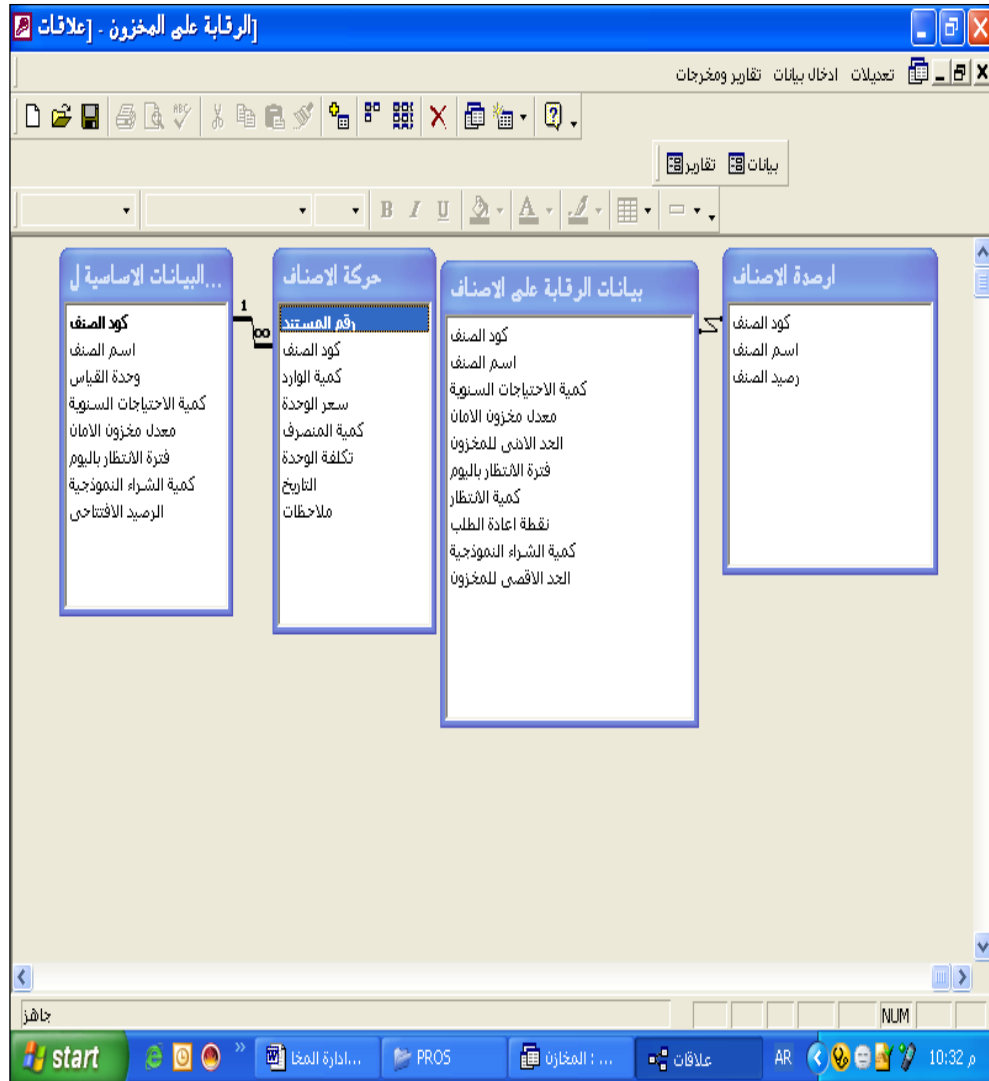 الرقابة على المخزون - [علاقات]
تعديلات ادخال بيانات تقارير ومخرجات
بيانات تقارير
B I U A
البيانات الاساسية ل...
كود الصنف
اسم الصنف
وحدة القياس
كمية الاحتياجات السنوية
معدل مخزون الامان
فترة الانتظار باليوم
كمية الشراء النموذجية
الرصيد الافتتاحى
1
∞
حركة الاصناف
رقم المستند
كود الصنف
كمية الوارد
سعر الوحدة
كمية المنصرف
تكلفة الوحدة
التاريخ
ملاحظات
بيانات الرقابة على الاصناف
كود الصنف
اسم الصنف
كمية الاحتياجات السنوية
معدل مخزون الامان
الحد الادنى للمخزون
فترة الانتظار باليوم
كمية الانتظار
نقطة اعادة الطلب
كمية الشراء النموذجية
الحد الاقصى للمخزون
ارصدة الاصناف
كود الصنف
اسم الصنف
رصيد الصنف
جاهز
NUM
start
ادارة المخا...
PROS
المخازن : ...
علاقات
AR
10:32 م